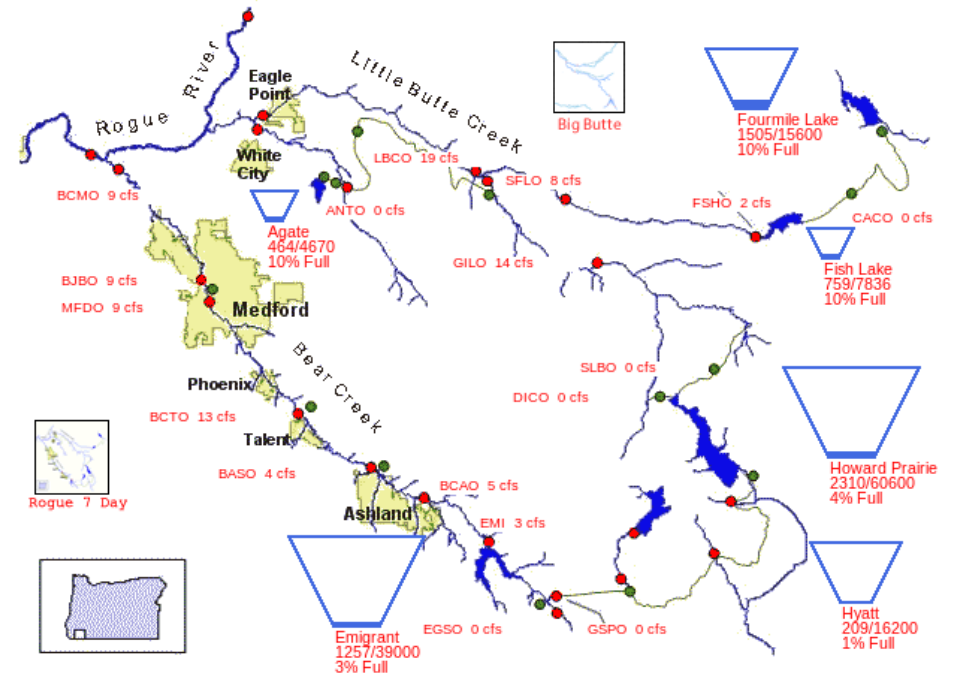 Rogue River
Eagle
Point
Little Butte Creek
Big Butte
Fourmile Lake
1505/15600
10% Full
White
City
LBCO 19 cfs
SFLO 8 cfs
BCMO 9 cfs
ANTO 0 cfs
FSHO 2 cfs
CACO 0 cfs
Agate
464/4670
10% Full
GILO 14 cfs
Fish Lake
759/7836
10% Full
BJBO 9 cfs
MFDO 9 cfs
Medford
Bear Creek
SLBO 0 cfs
Phoenix
DICO 0 cfs
BCTO 13 cfs
Talent
Howard Prairie
2310/60600
4% Full
BASO 4 cfs
BCAO 5 cfs
Rogue 7 Day
Ashland
EMI 3 cfs
Hyatt
209/16200
1% Full
EGSO 0 cfs
GSPO 0 cfs
Emigrant
1257/39000
3% Full